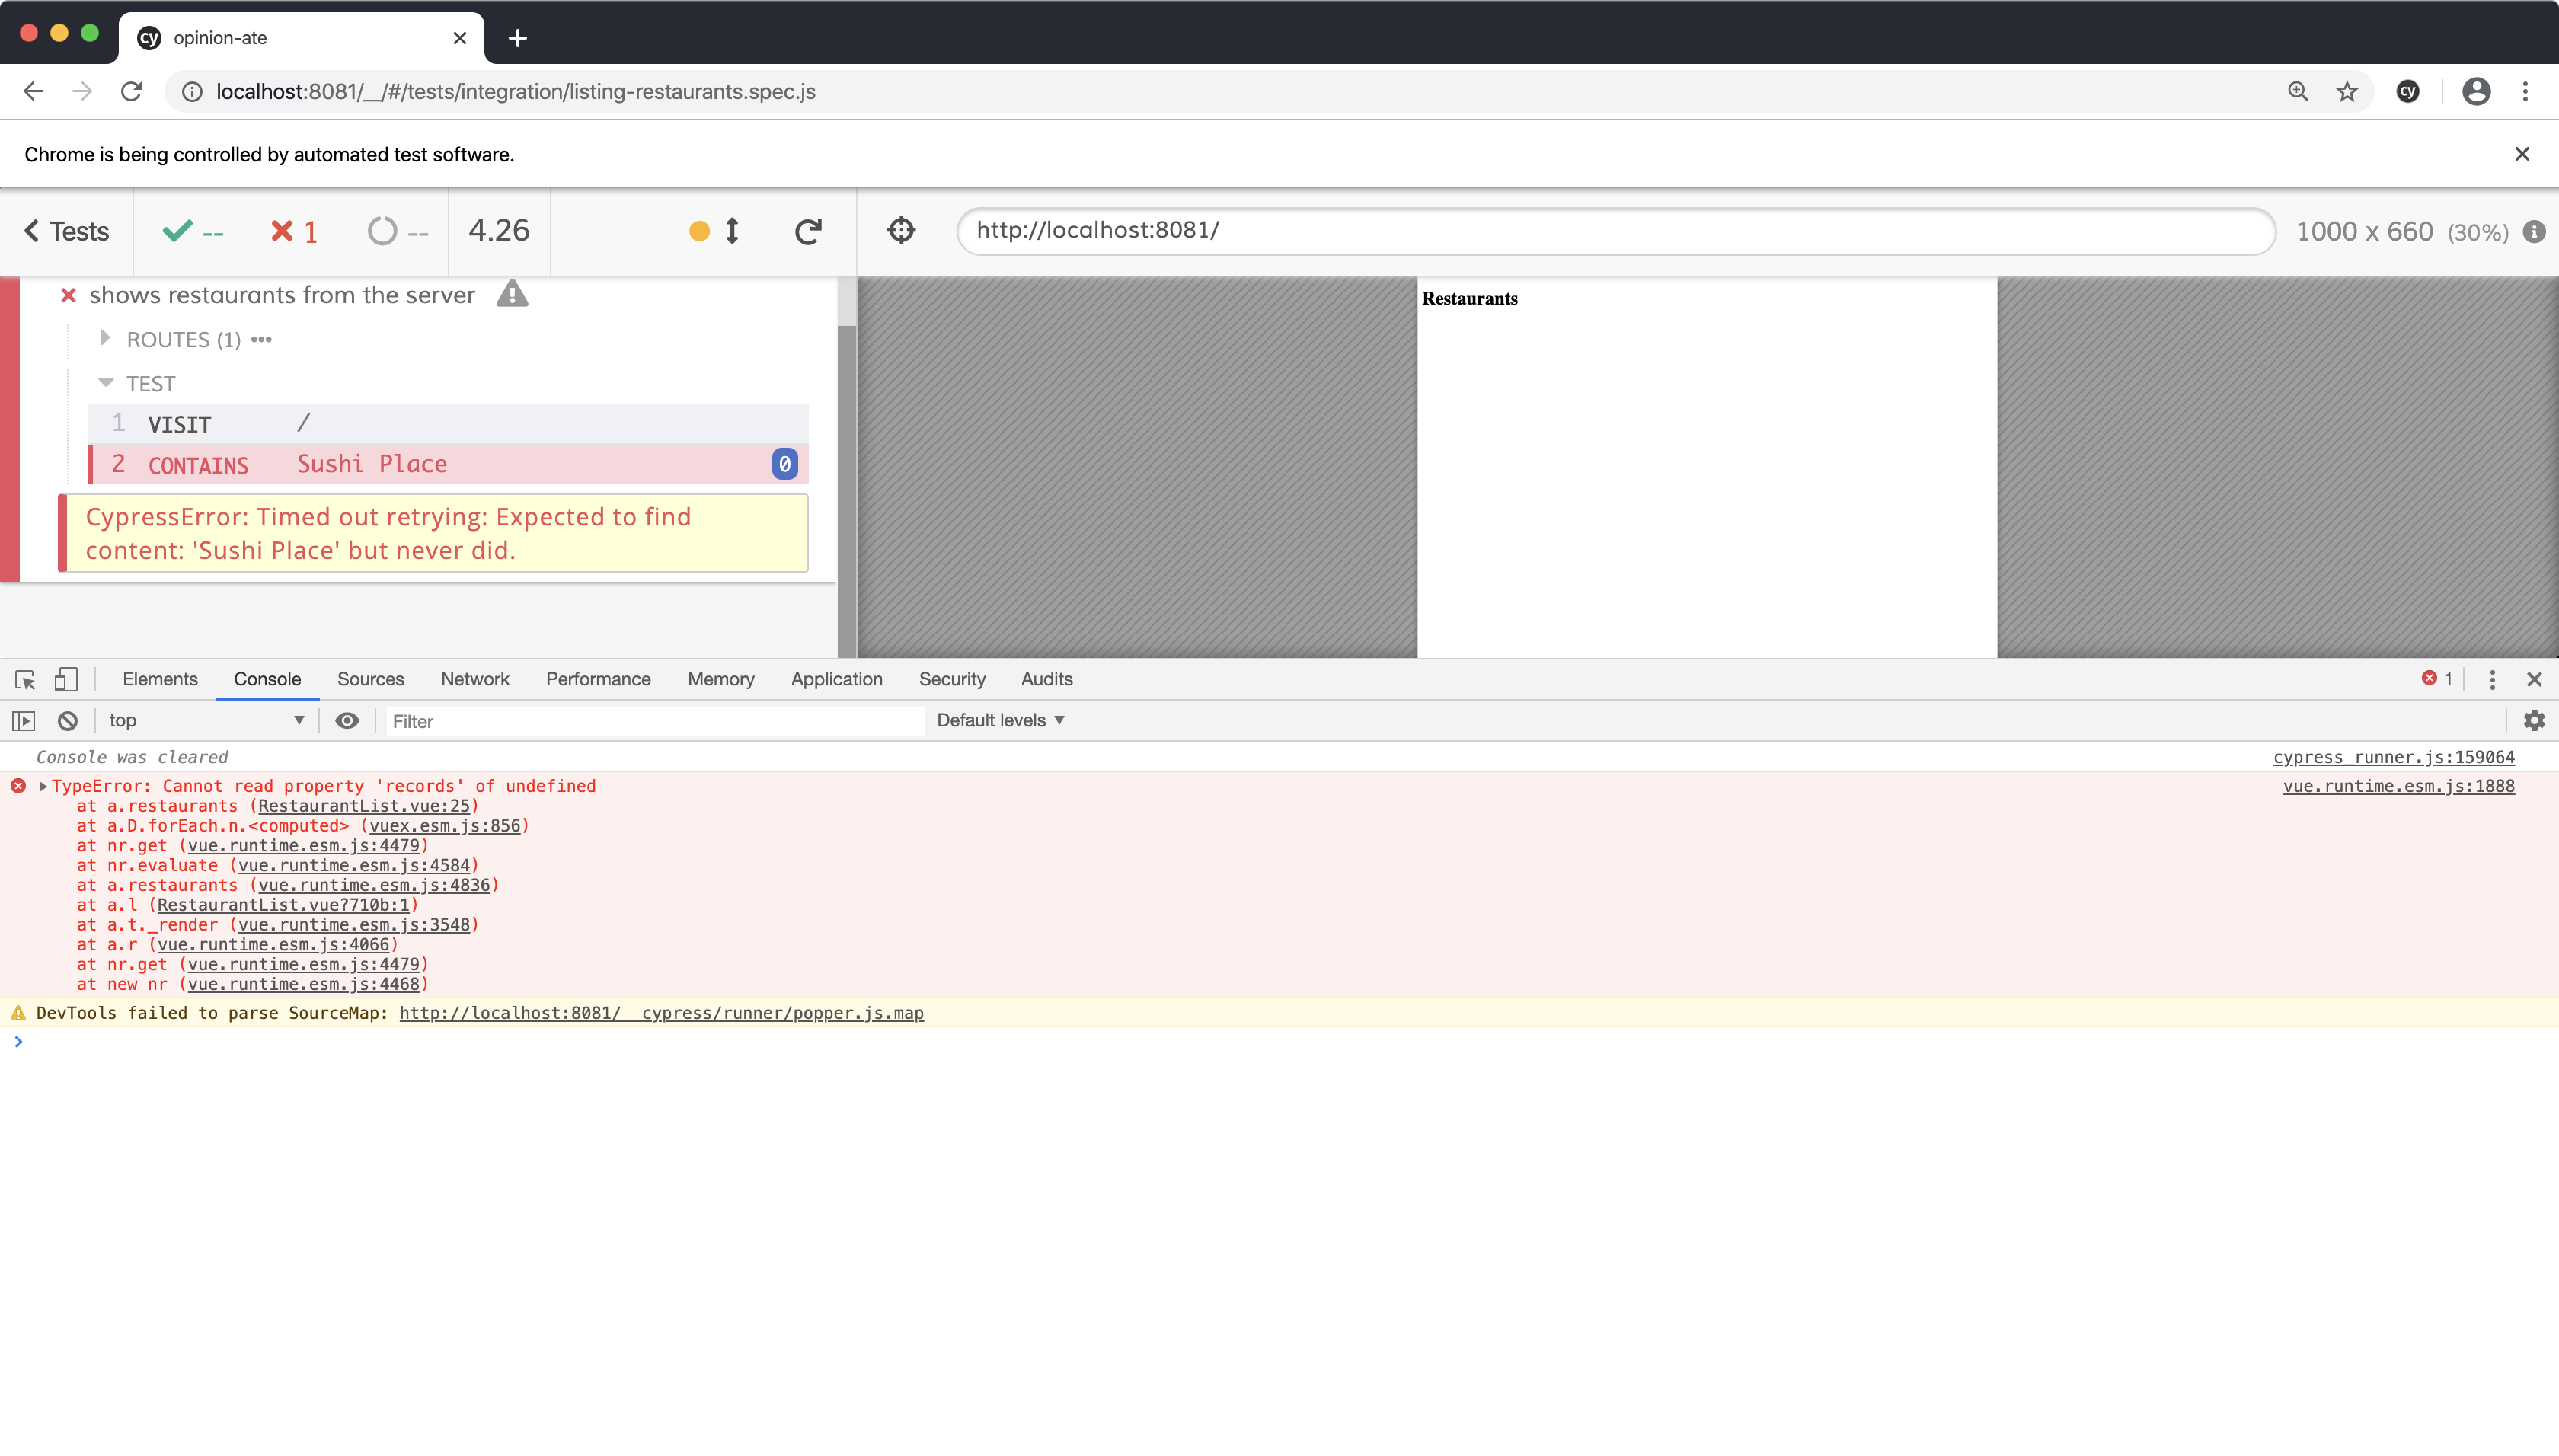 opinion-ate
localhost:8081/__/#/tests/integration/listing-restaurants.spec.js
Chrome is being controlled by automated test software.
Tests -- 1 -- 4.26 http://localhost:8081/ 1000 x 660 (30%)
shows restaurants from the server
ROUTES (1)
TEST
1 VISIT /
2 CONTAINS Sushi Place 0
CypressError: Timed out retrying: Expected to find
content: 'Sushi Place' but never did.
Restaurants
Elements Console Sources Network Performance Memory Application Security Audits 1
top Filter Default levels
Console was cleared cypress_runner.js:159064
TypeError: Cannot read property 'records' of undefined vue.runtime.esm.js:1888
at a.restaurants (RestaurantList.vue:25)
at a.D.forEach.n.<computed> (vuex.esm.js:856)
at nr.get (vue.runtime.esm.js:4479)
at nr.evaluate (vue.runtime.esm.js:4584)
at a.restaurants (vue.runtime.esm.js:4836)
at a.l (RestaurantList.vue?710b:1)
at a.t._render (vue.runtime.esm.js:3548)
at a.r (vue.runtime.esm.js:4066)
at nr.get (vue.runtime.esm.js:4479)
at new nr (vue.runtime.esm.js:4468)
DevTools failed to parse SourceMap: http://localhost:8081/__cypress/runner/popper.js.map